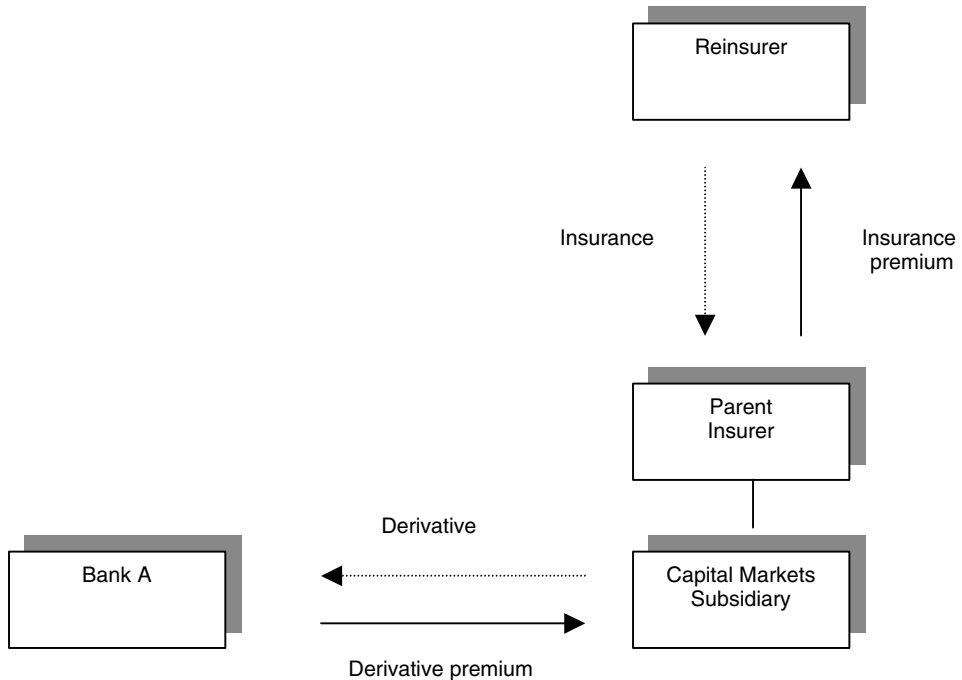 Reinsurer
Insurance
Insurance
premium
Parent
Insurer
Derivative
Bank A
Capital Markets
Subsidiary
Derivative premium